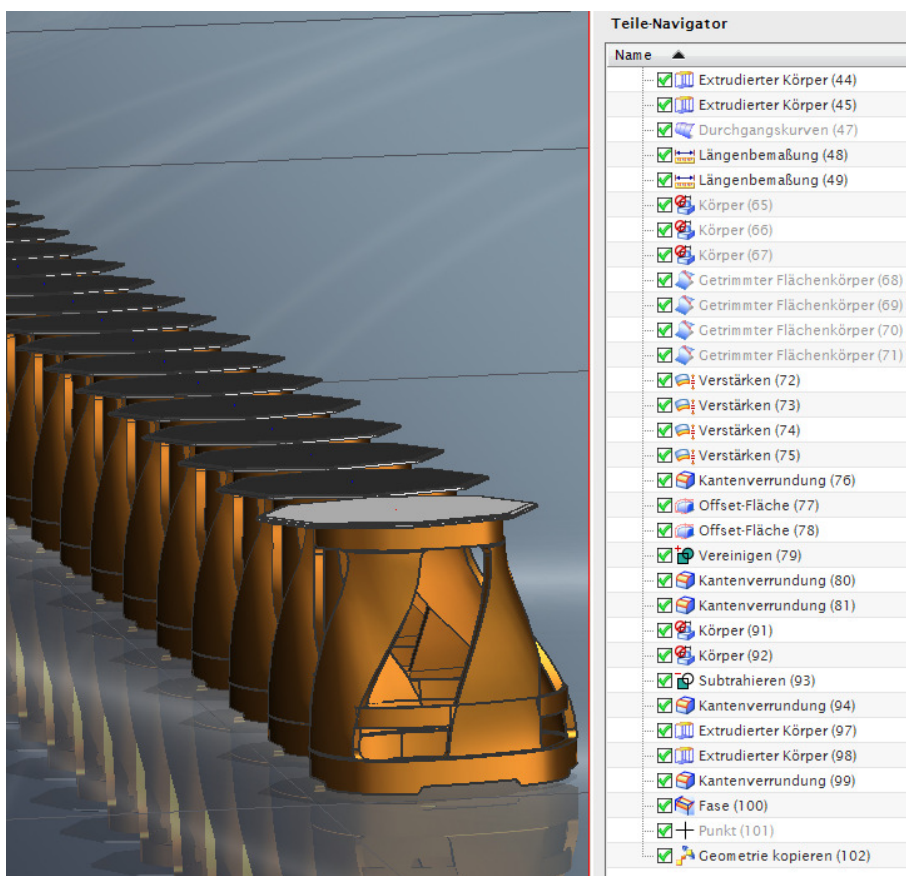 Teile-Navigator
Name
Extrudierter Körper (44)
Extrudierter Körper (45)
Durchgangskurven (47)
Längenbemaßung (48)
Längenbemaßung (49)
Körper (65)
Körper (66)
Körper (67)
Getrimmter Flächenkörper (68)
Getrimmter Flächenkörper (69)
Getrimmter Flächenkörper (70)
Getrimmter Flächenkörper (71)
Verstärken (72)
Verstärken (73)
Verstärken (74)
Verstärken (75)
Kantenverrundung (76)
Offset-Fläche (77)
Offset-Fläche (78)
Vereinigen (79)
Kantenverrundung (80)
Kantenverrundung (81)
Körper (91)
Körper (92)
Subtrahieren (93)
Kantenverrundung (94)
Extrudierter Körper (97)
Extrudierter Körper (98)
Kantenverrundung (99)
Fase (100)
Punkt (101)
Geometrie kopieren (102)